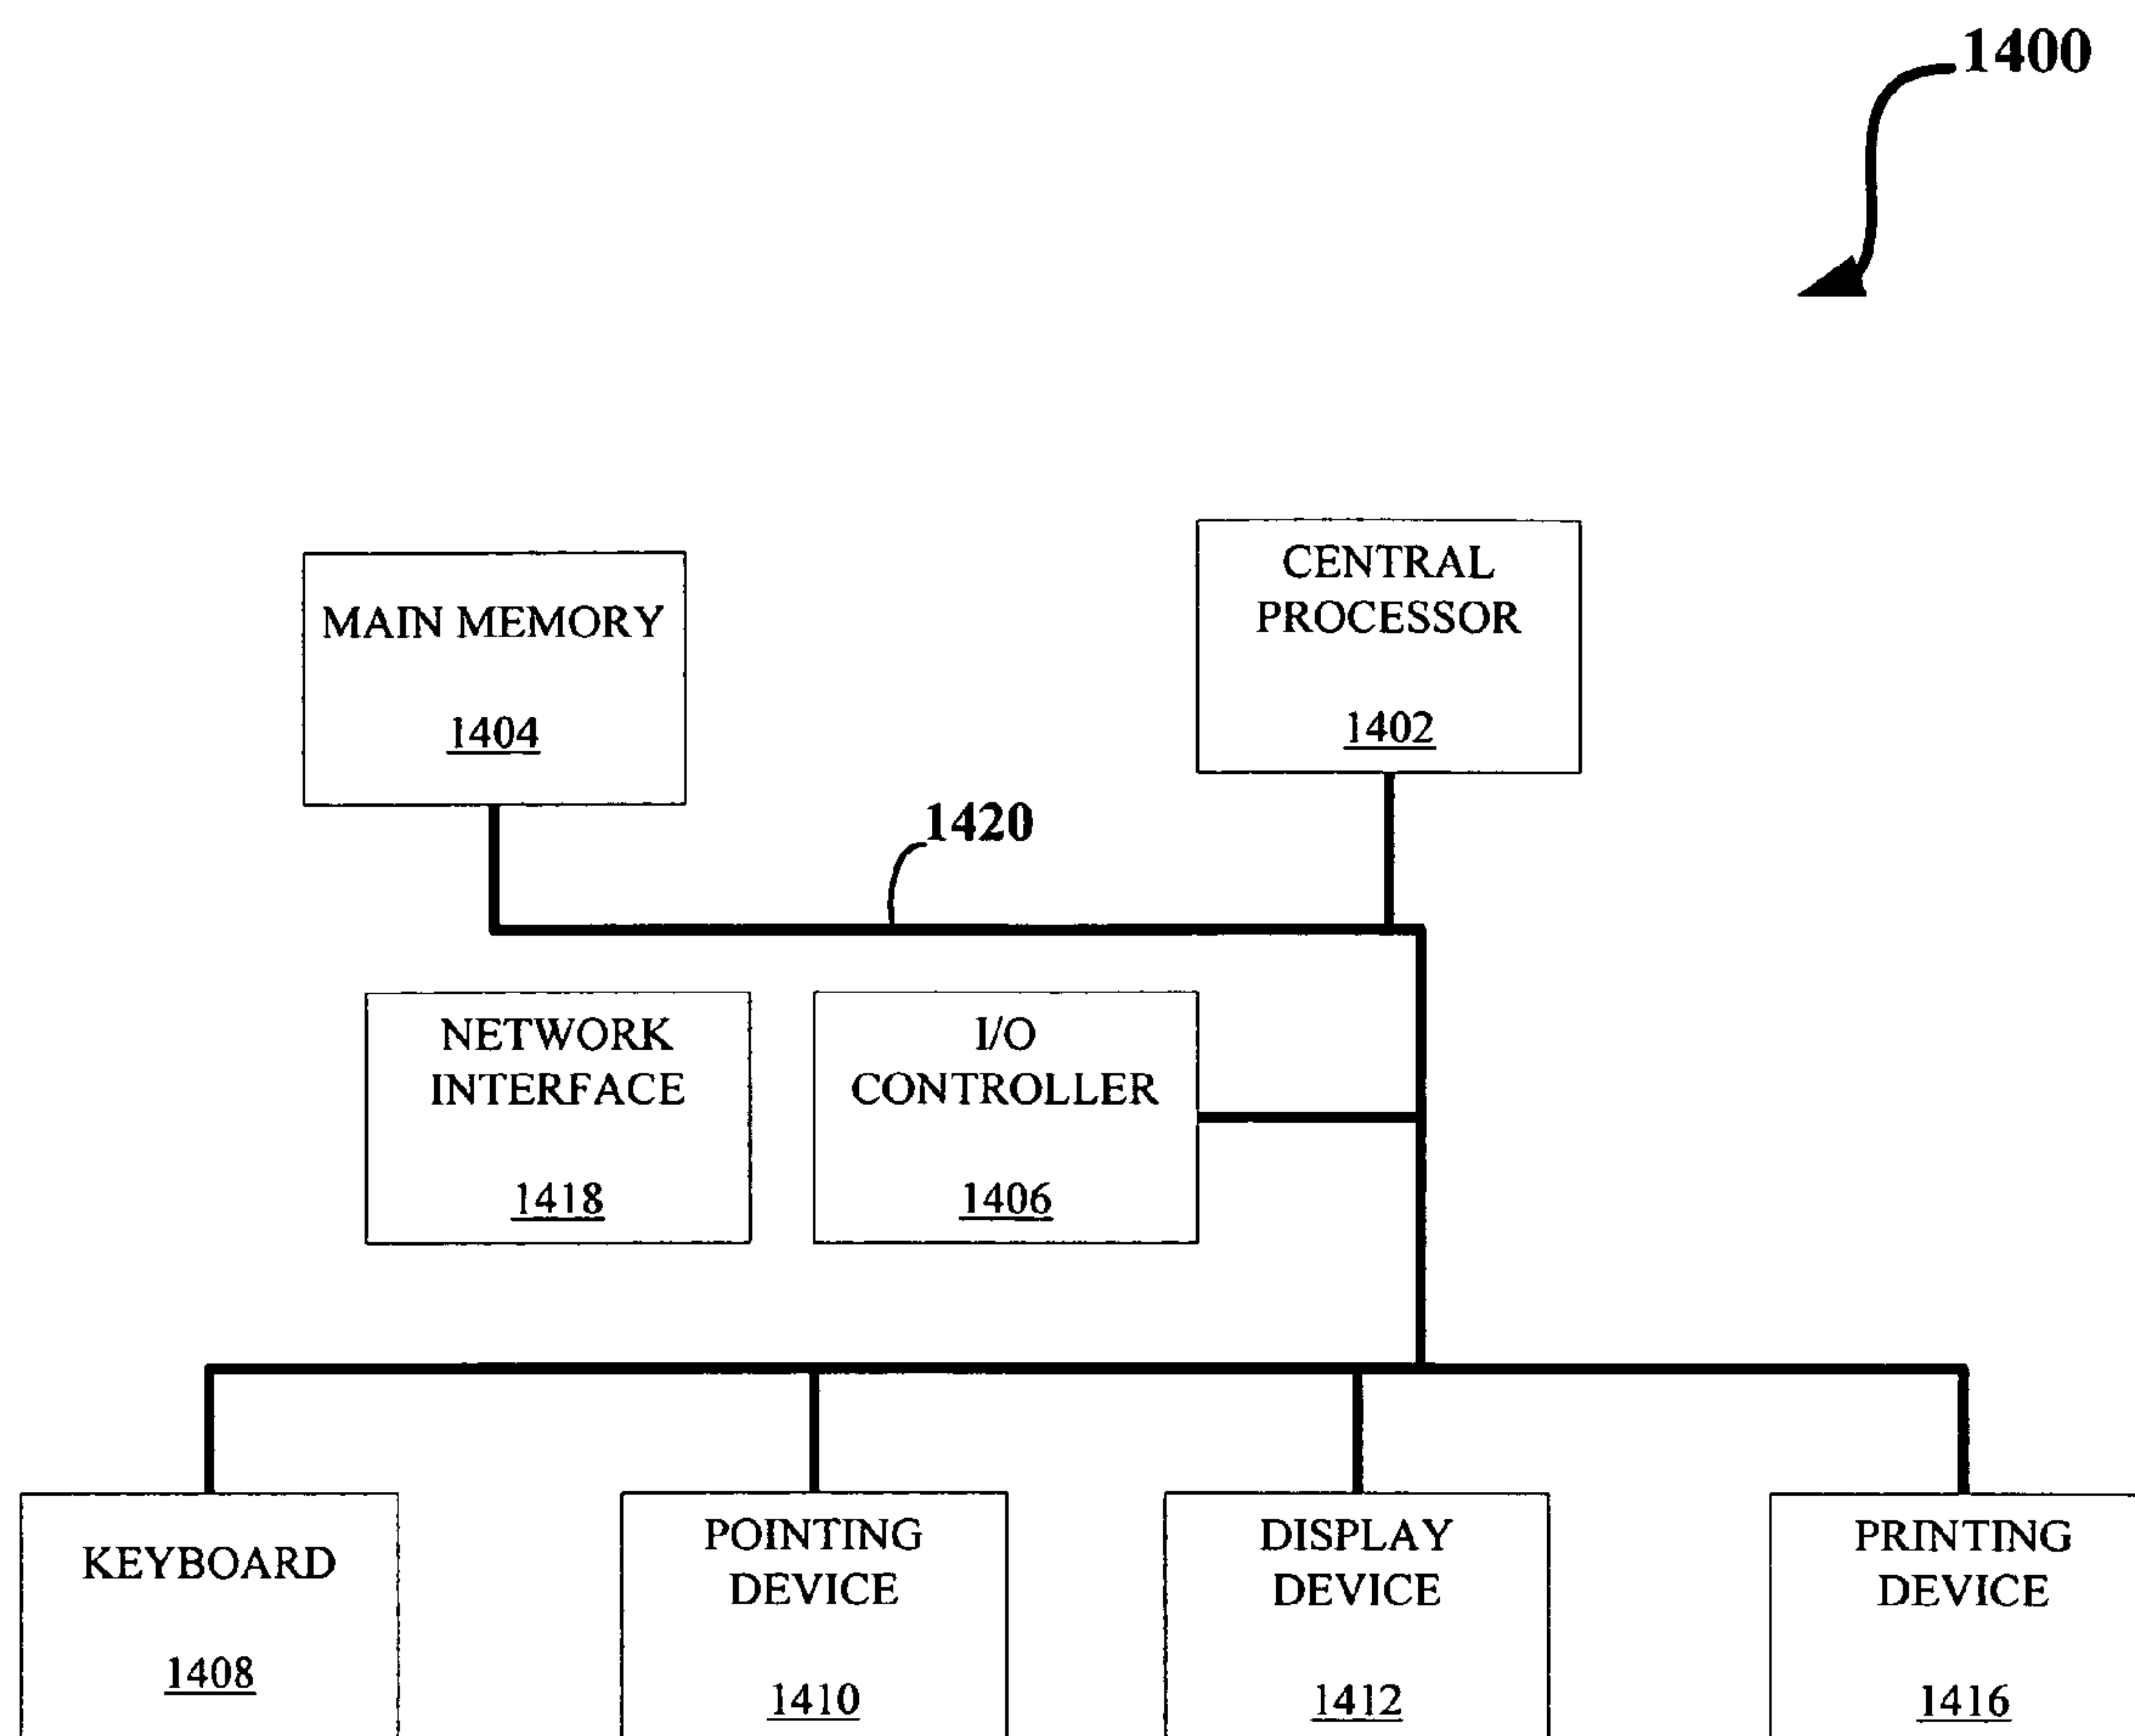 1400
MAIN MEMORY
1404
CENTRAL
PROCESSOR
1402
1420
NETWORK
INTERFACE
1418
I/O
CONTROLLER
1406
KEYBOARD
1408
POINTING
DEVICE
1410
DISPLAY
DEVICE
1412
PRINTING
DEVICE
1416